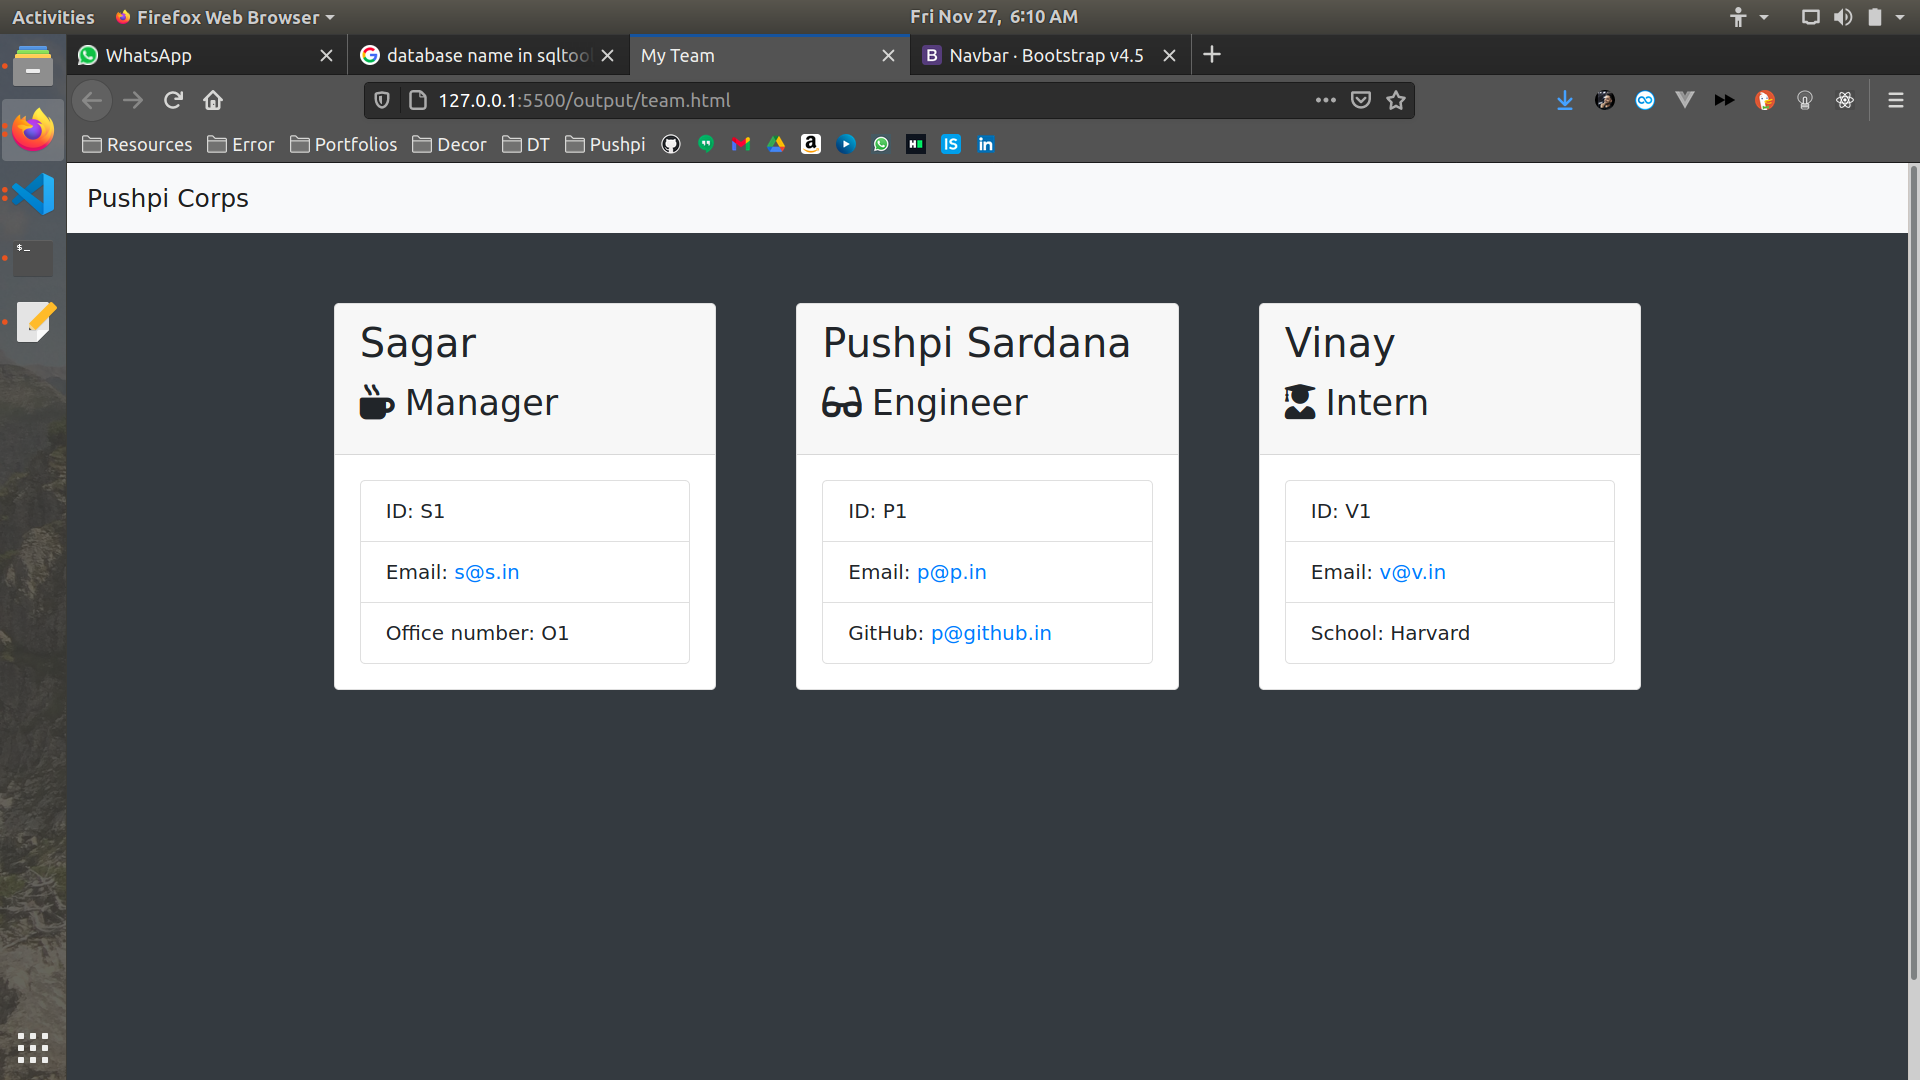 Activities Firefox Web Browser Fri Nov 27, 6:10 AM
WhatsApp database name in sqltool My Team Navbar · Bootstrap v4.5
127.0.0.1:5500/output/team.html
Resources Error Portfolios Decor DT Pushpi
Pushpi Corps
Sagar
Manager
ID: S1
Email: s@s.in
Office number: O1
Pushpi Sardana
Engineer
ID: P1
Email: p@p.in
GitHub: p@github.in
Vinay
Intern
ID: V1
Email: v@v.in
School: Harvard